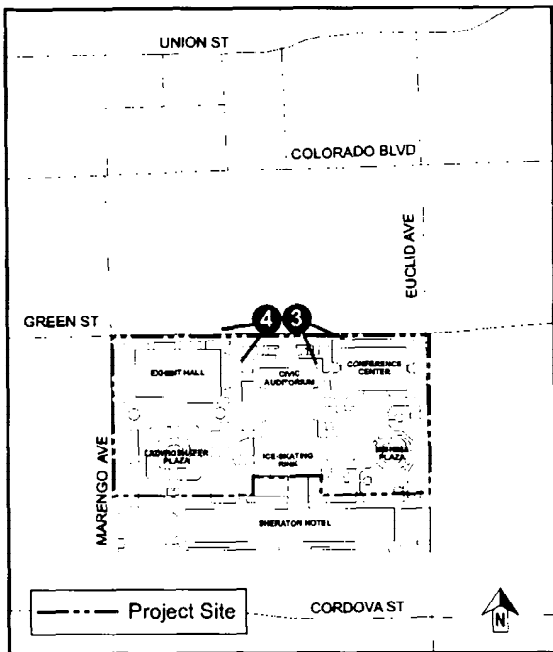 UNION ST
COLORADO BLVD
EUCLID AVE
GREEN ST
4 3
EXHIBIT HALL
CIVIC
AUDITORIUM
CONFERENCE
CENTER
PLAZA
ICE-SKATING
RINK
PLAZA
MARENGO AVE
SHERATON HOTEL
Project Site
CORDOVA ST
N